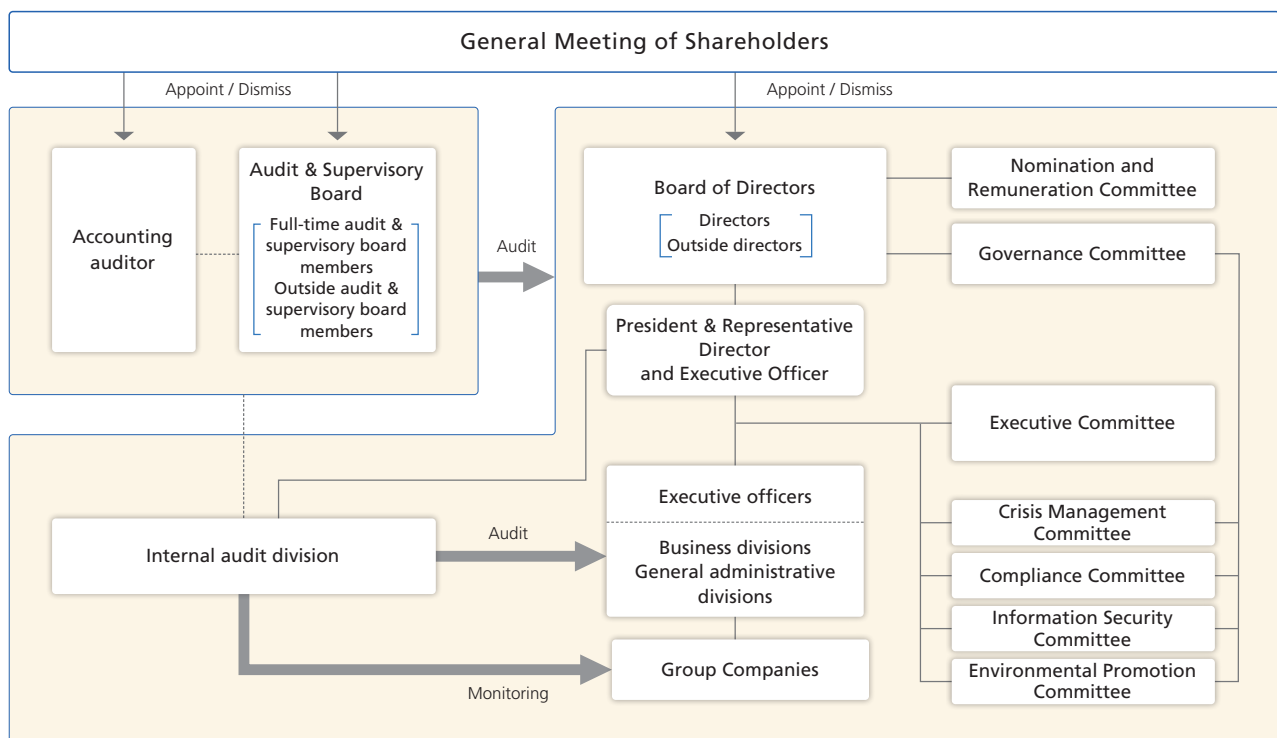 General Meeting of Shareholders
Appoint / Dismiss
Appoint / Dismiss
Accounting
auditor
Audit & Supervisory
Board
Full-time audit &
supervisory board
members
Outside audit &
supervisory board
members
Audit
Board of Directors
Directors
Outside directors
Nomination and
Remuneration Committee
Governance Committee
President & Representative
Director
and Executive Officer
Executive Committee
Executive officers
Business divisions
General administrative
divisions
Internal audit division
Audit
Crisis Management
Committee
Compliance Committee
Information Security
Committee
Environmental Promotion
Committee
Group Companies
Monitoring